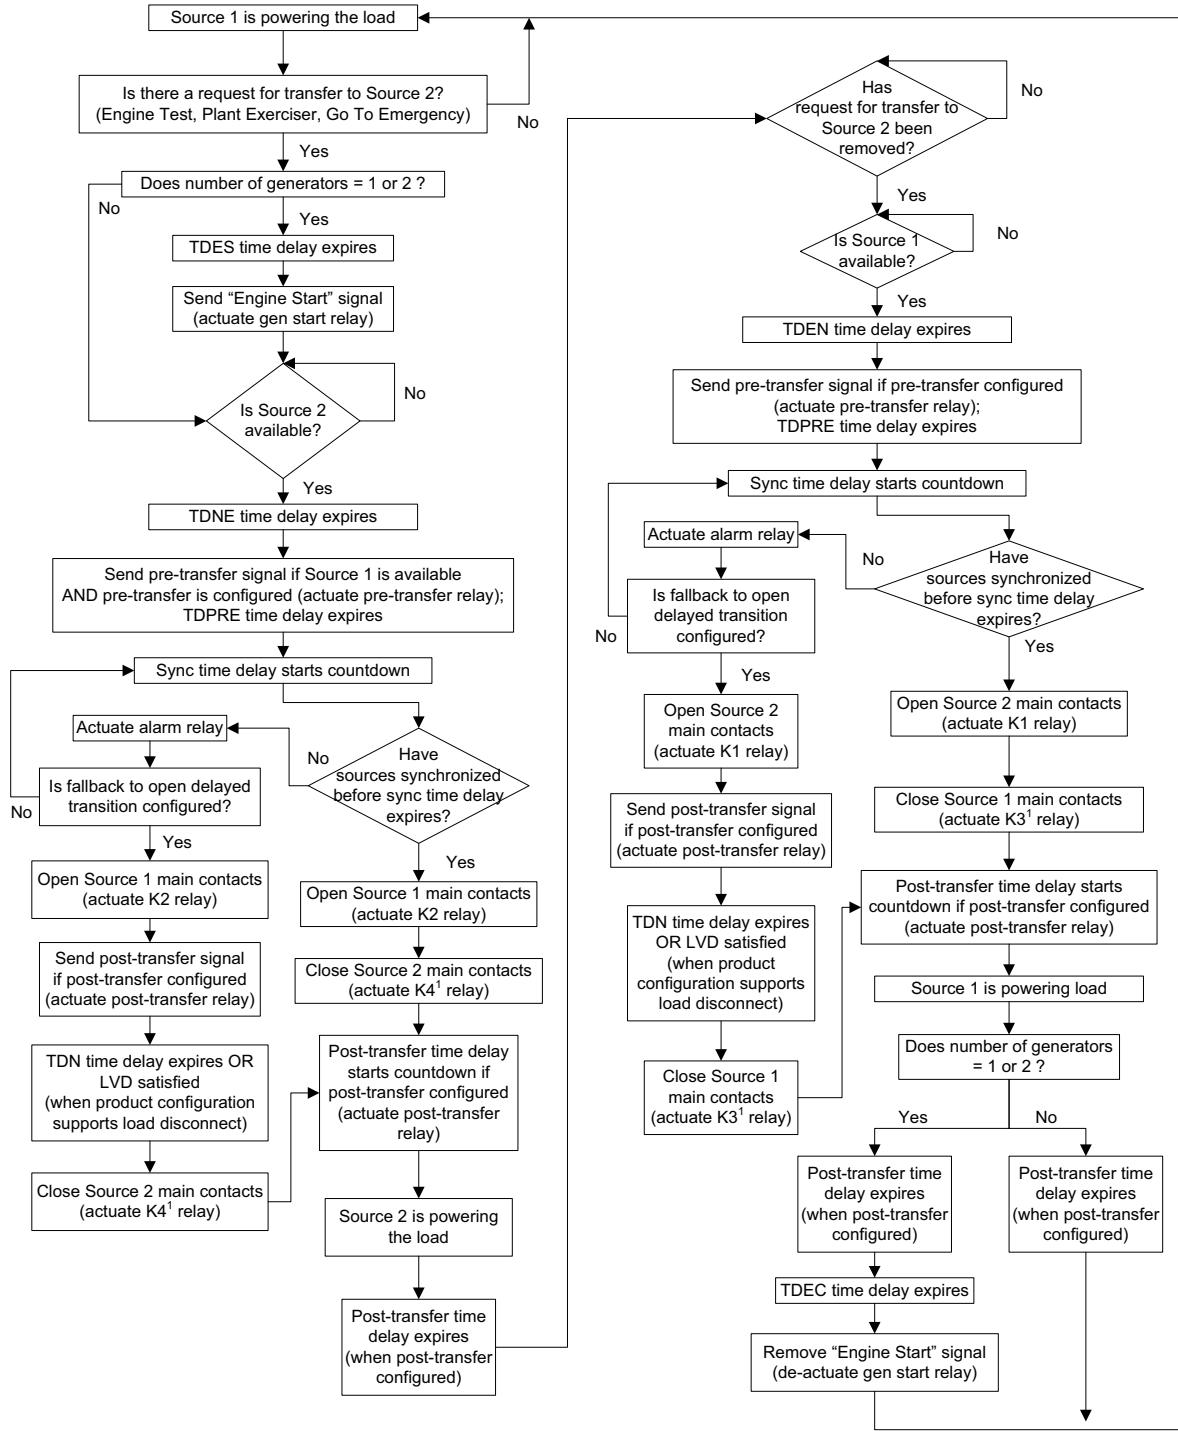 Source 1 is powering the load
Is there a request for transfer to Source 2?
(Engine Test, Plant Exerciser, Go To Emergency)
No
Yes
Does number of generators = 1 or 2 ?
No
Yes
TDES time delay expires
Send “Engine Start” signal
(actuate gen start relay)
Is Source 2
available?
No
Yes
TDNE time delay expires
Send pre-transfer signal if Source 1 is available
AND pre-transfer is configured (actuate pre-transfer relay);
TDPRE time delay expires
Sync time delay starts countdown
Actuate alarm relay
No
Have
sources synchronized
before sync time delay
expires?
Is fallback to open delayed
transition configured?
No
Yes
Yes
Open Source 1 main contacts
(actuate K2 relay)
Send post-transfer signal
if post-transfer configured
(actuate post-transfer relay)
TDN time delay expires OR
LVD satisfied
(when product configuration
supports load disconnect)
Close Source 2 main contacts
(actuate K4¹ relay)
Open Source 1 main contacts
(actuate K2 relay)
Close Source 2 main contacts
(actuate K4¹ relay)
Post-transfer time delay
starts countdown if
post-transfer configured
(actuate post-transfer
relay)
Source 2 is powering
the load
Post-transfer time
delay expires
(when post-transfer
configured)
Has
request for transfer to
Source 2 been
removed?
No
Yes
Is Source 1
available?
No
Yes
TDEN time delay expires
Send pre-transfer signal if pre-transfer configured
(actuate pre-transfer relay);
TDPRE time delay expires
Sync time delay starts countdown
Actuate alarm relay
No
Have
sources synchronized
before sync time delay
expires?
Is fallback to open
delayed transition
configured?
No
Yes
Yes
Open Source 2
main contacts
(actuate K1 relay)
Send post-transfer signal
if post-transfer configured
(actuate post-transfer relay)
TDN time delay expires
OR LVD satisfied
(when product
configuration supports
load disconnect)
Close Source 1
main contacts
(actuate K3¹ relay)
Open Source 2 main contacts
(actuate K1 relay)
Close Source 1 main contacts
(actuate K3¹ relay)
Post-transfer time delay starts
countdown if post-transfer configured
(actuate post-transfer relay)
Source 1 is powering load
Does number of generators
= 1 or 2 ?
Yes
No
Post-transfer time
delay expires
(when post-transfer
configured)
Post-transfer time
delay expires
(when post-transfer
configured)
TDEC time delay expires
Remove “Engine Start” signal
(de-actuate gen start relay)